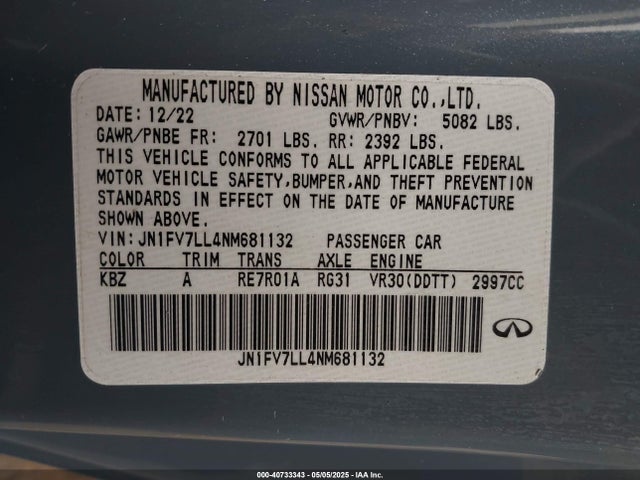 MANUFACTURED BY NISSAN MOTOR CO.,LTD.
DATE: 12/22 GVWR/PNBV: 5082 LBS.
GAWR/PNBE FR: 2701 LBS. RR: 2392 LBS.
THIS VEHICLE CONFORMS TO ALL APPLICABLE FEDERAL
MOTOR VEHICLE SAFETY,BUMPER,AND THEFT PREVENTION
STANDARDS IN EFFECT ON THE DATE OF MANUFACTURE
SHOWN ABOVE.
VIN:JN1FV7LL4NM681132 PASSENGER CAR
COLOR TRIM TRANS AXLE ENGINE
KBZ A RE7R01A RG31 VR30(DDTT) 2997CC
JN1FV7LL4NM681132
000-40733343 - 05/05/2025 - IAA Inc.